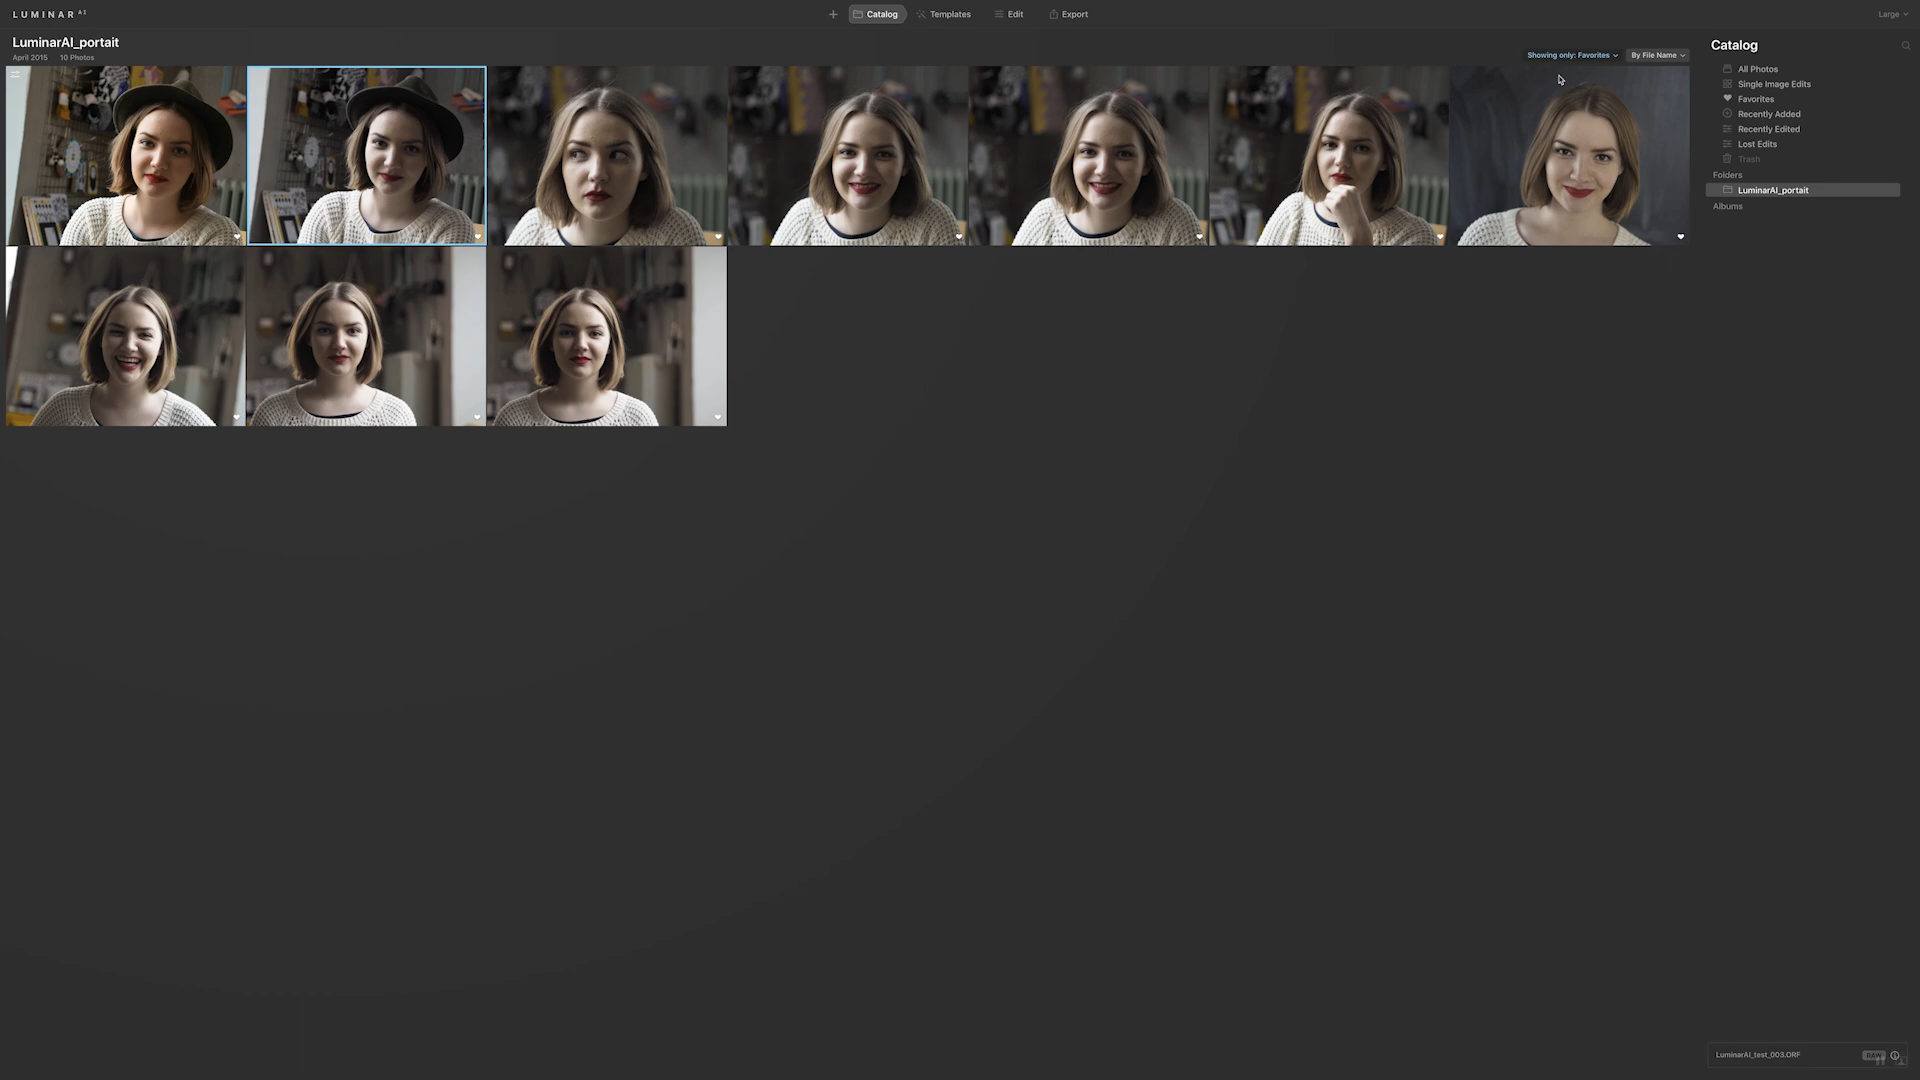 LUMINAR AI
Catalog
Templates
Edit
Export
Large
LuminarAI_portait
April 2015 10 Photos
Showing only: Favorites
By File Name
Catalog
All Photos
Single Image Edits
Favorites
Recently Added
Recently Edited
Lost Edits
Trash
Folders
LuminarAI_portait
Albums
LuminarAI_test_003.ORF
RAW